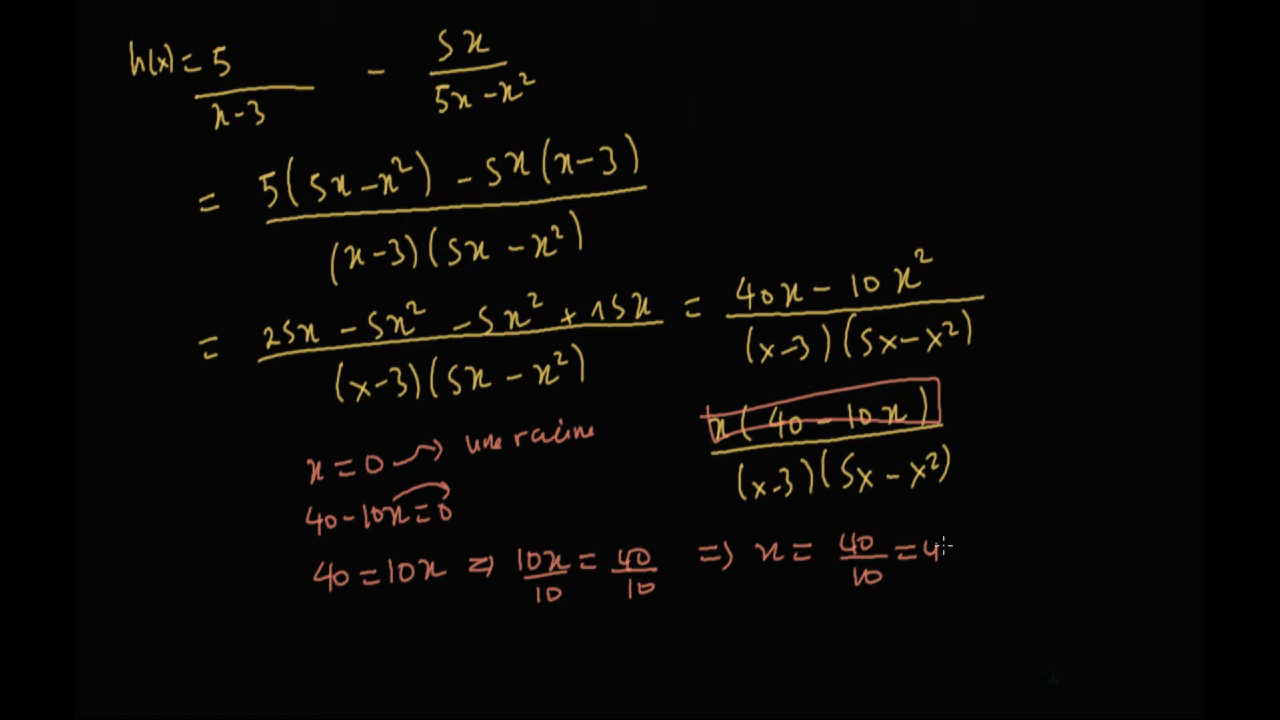 h(x) = 5/(x-3) - 5x/(5x-x²)
= (5(5x-x²) - 5x(x-3))/((x-3)(5x-x²))
= (25x - 5x² - 5x² + 15x)/((x-3)(5x-x²)) = (40x - 10x²)/((x-3)(5x-x²))
x(40 - 10x)/((x-3)(5x-x²))
x = 0 → une racine
40-10x=0
40=10x => 10x/10 = 40/10 => x = 40/10 = 4